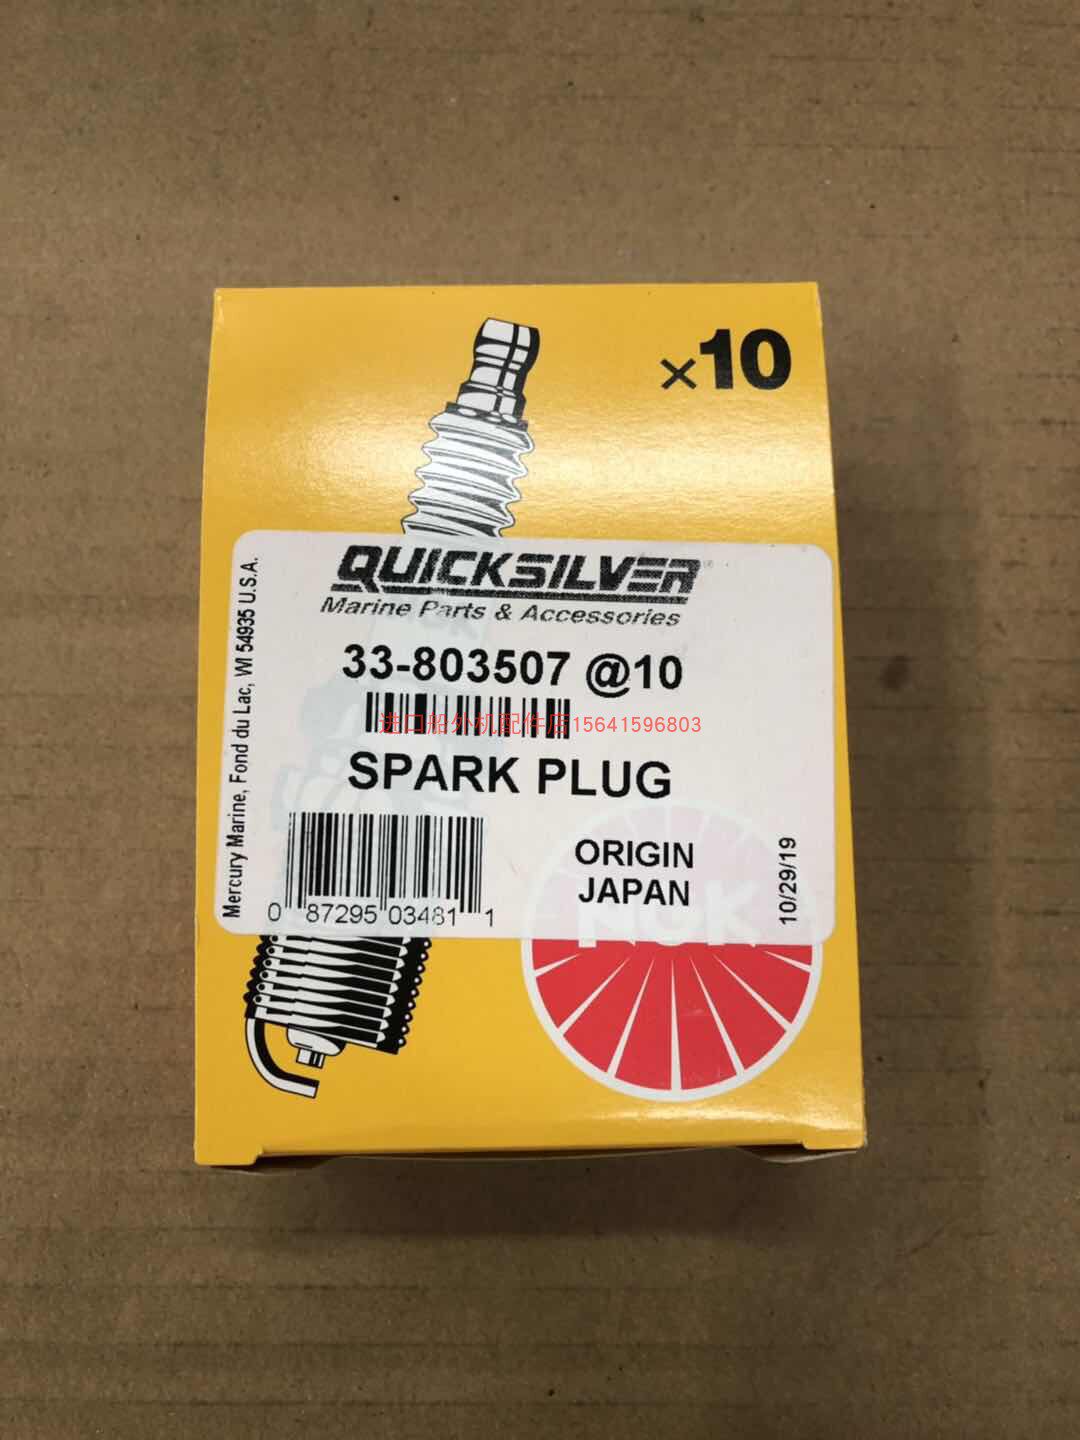 ×10
QUICKSILVER®
Marine Parts & Accessories
33-803507 @10
进口船外机配件店15641596803
SPARK PLUG
ORIGIN
JAPAN
10/29/19
Mercury Marine, Fond du Lac, WI 54935 U.S.A.
0 87295 03481 1
NGK